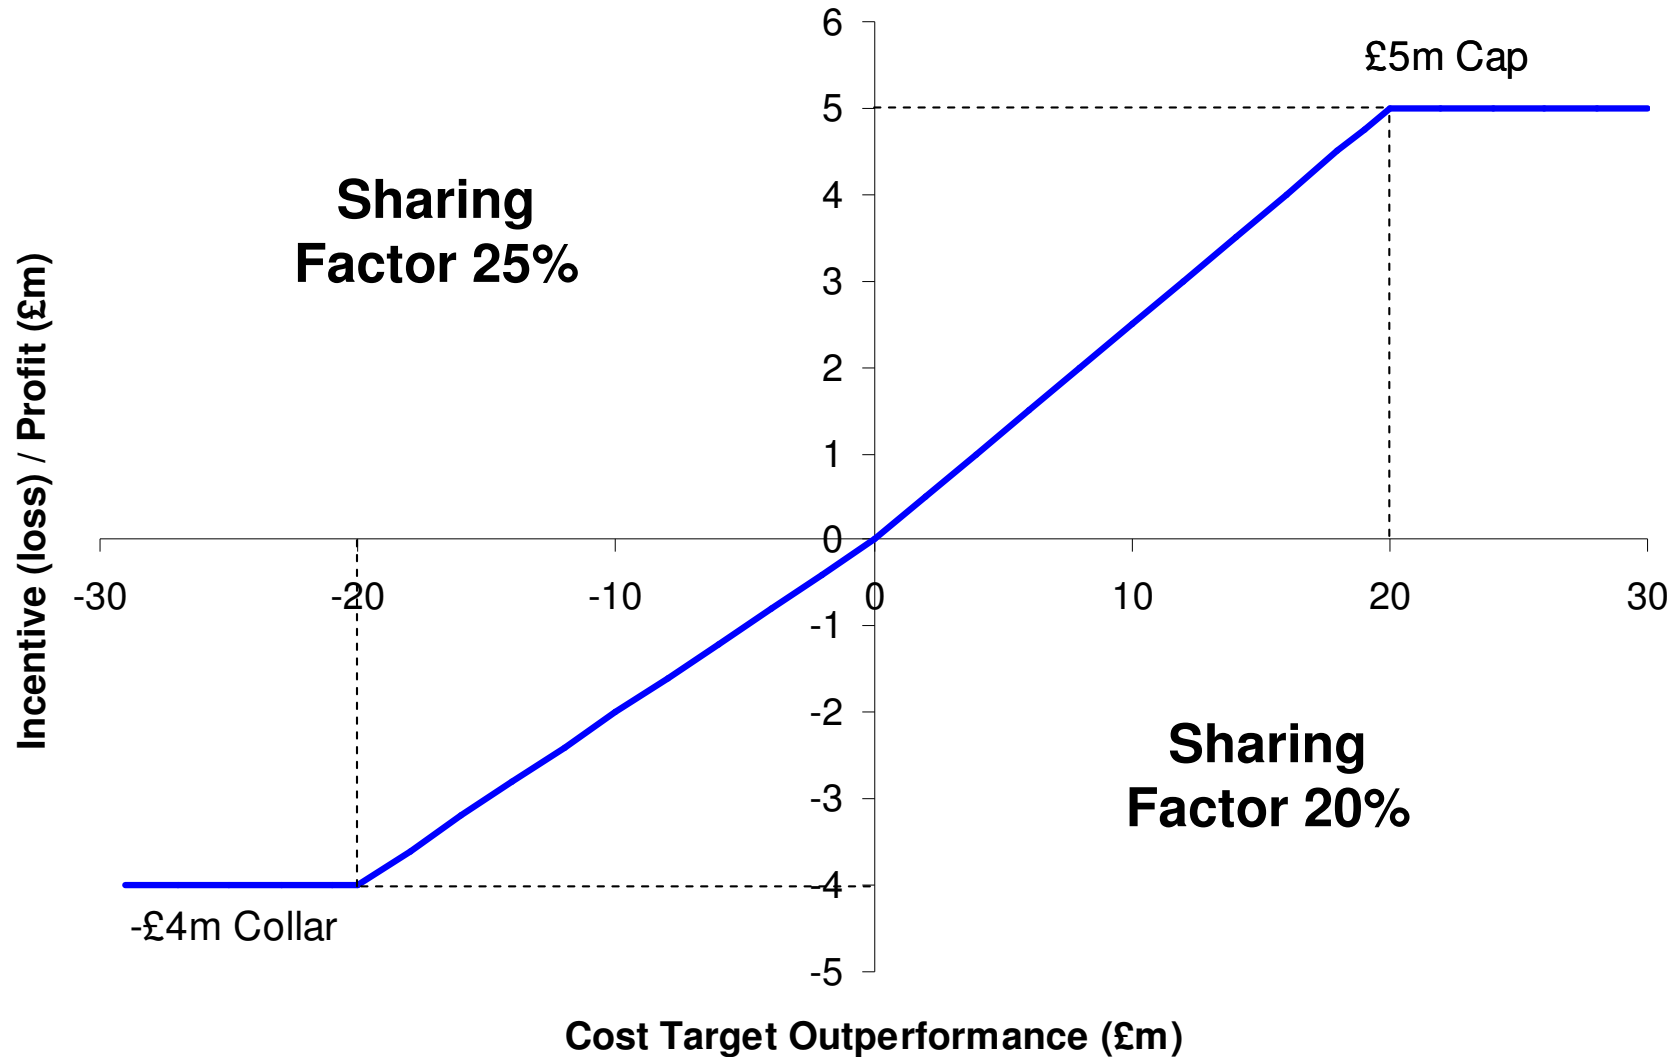 6
£5m Cap
5
Sharing
Factor 25%
4
3
2
1
0
Incentive (loss) / Profit (£m)
-30 -20 -10 0 10 20 30
-1
-2
Sharing
Factor 20%
-3
-4
-£4m Collar
-5
Cost Target Outperformance (£m)